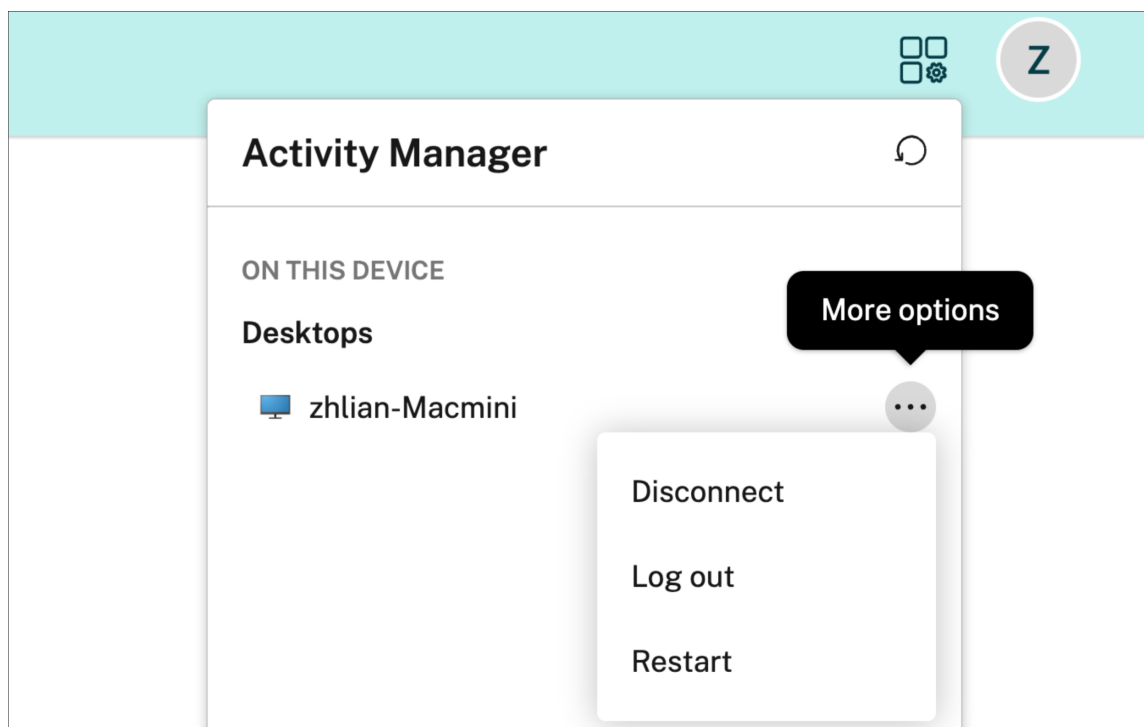 Z
Activity Manager
ON THIS DEVICE
More options
Desktops
zhlian-Macmini
Disconnect
Log out
Restart